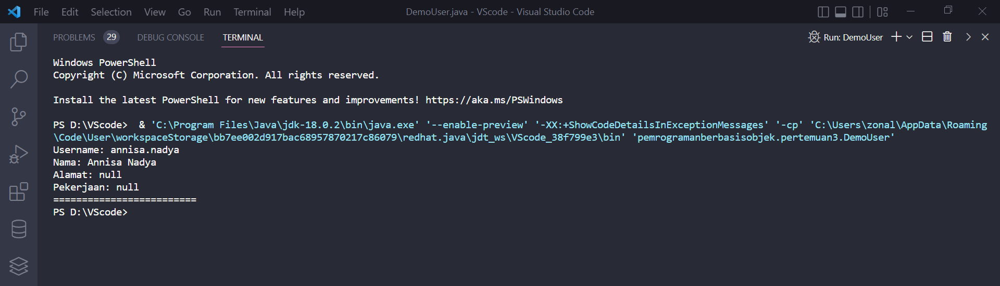 File Edit Selection View Go Run Terminal Help DemoUser.java - VScode - Visual Studio Code
PROBLEMS 29 DEBUG CONSOLE TERMINAL Run: DemoUser
Windows PowerShell
Copyright (C) Microsoft Corporation. All rights reserved.
Install the latest PowerShell for new features and improvements! https://aka.ms/PSWindows
PS D:\VScode>  & 'C:\Program Files\Java\jdk-18.0.2\bin\java.exe' '--enable-preview' '-XX:+ShowCodeDetailsInExceptionMessages' '-cp' 'C:\Users\zonal\AppData\Roaming
\Code\User\workspaceStorage\bb7ee002d917bac68957870217c86079\redhat.java\jdt_ws\VScode_38f799e3\bin' 'pemrogramanberbasisobjek.pertemuan3.DemoUser'
Username: annisa.nadya
Nama: Annisa Nadya
Alamat: null
Pekerjaan: null
=========================
PS D:\VScode>